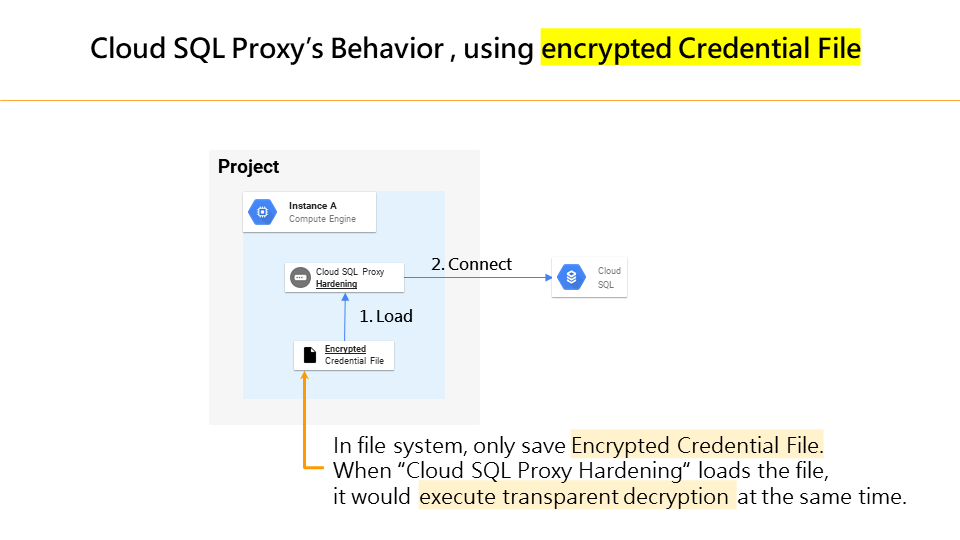 Cloud SQL Proxy’s Behavior , using encrypted Credential File
Project
Instance A
Compute Engine
Cloud SQL Proxy
Hardening
2. Connect
Cloud
SQL
1. Load
Encrypted
Credential File
In file system, only save Encrypted Credential File.
When “Cloud SQL Proxy Hardening“ loads the file,
it would execute transparent decryption at the same time.